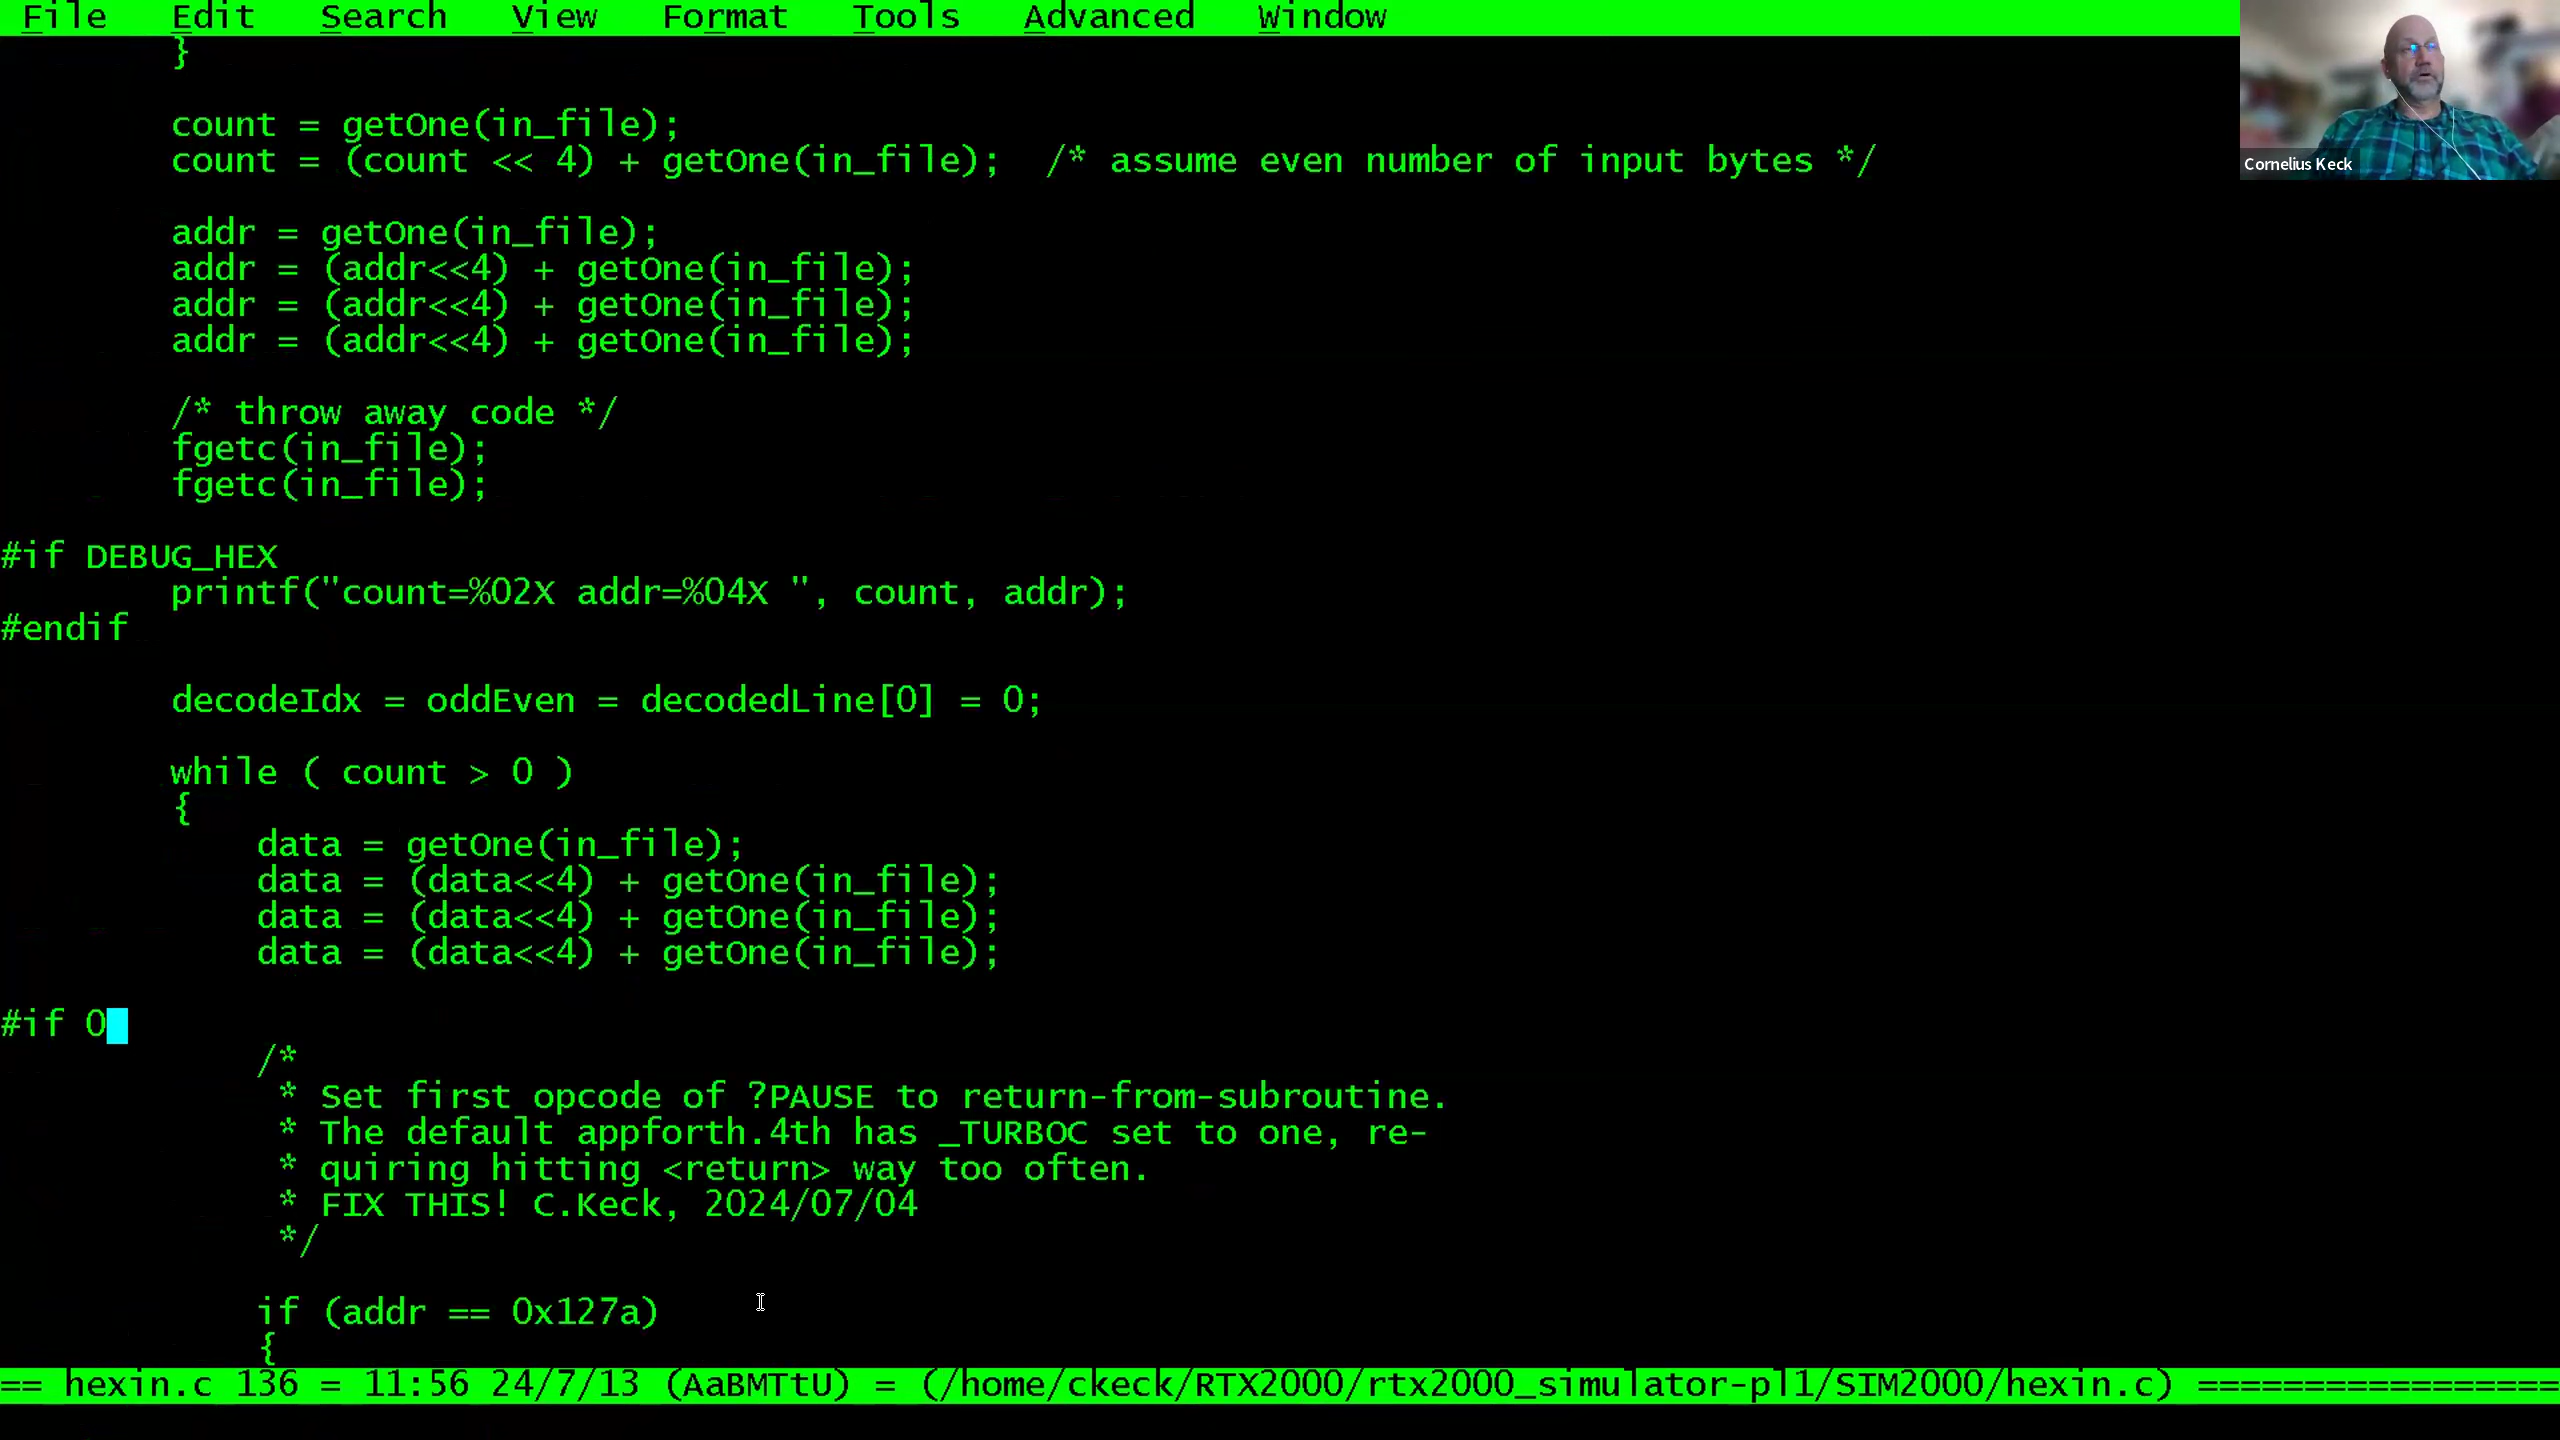 File Edit Search View Format Tools Advanced Window
}
count = getOne(in_file);
count = (count << 4) + getOne(in_file); /* assume even number of input bytes */
addr = getOne(in_file);
addr = (addr<<4) + getOne(in_file);
addr = (addr<<4) + getOne(in_file);
addr = (addr<<4) + getOne(in_file);
/* throw away code */
fgetc(in_file);
fgetc(in_file);
#if DEBUG_HEX
printf("count=%02X addr=%04X ", count, addr);
#endif
decodeIdx = oddEven = decodedLine[0] = 0;
while ( count > 0 )
{
data = getOne(in_file);
data = (data<<4) + getOne(in_file);
data = (data<<4) + getOne(in_file);
data = (data<<4) + getOne(in_file);
#if 0
/*
* Set first opcode of ?PAUSE to return-from-subroutine.
* The default appforth.4th has _TURBOC set to one, re-
* quiring hitting <return> way too often.
* FIX THIS! C.Keck, 2024/07/04
*/
if (addr == 0x127a)
{
== hexin.c 136 = 11:56 24/7/13 (AaBMTtU) = (/home/ckeck/RTX2000/rtx2000_simulator-pl1/SIM2000/hexin.c) =================
Cornelius Keck